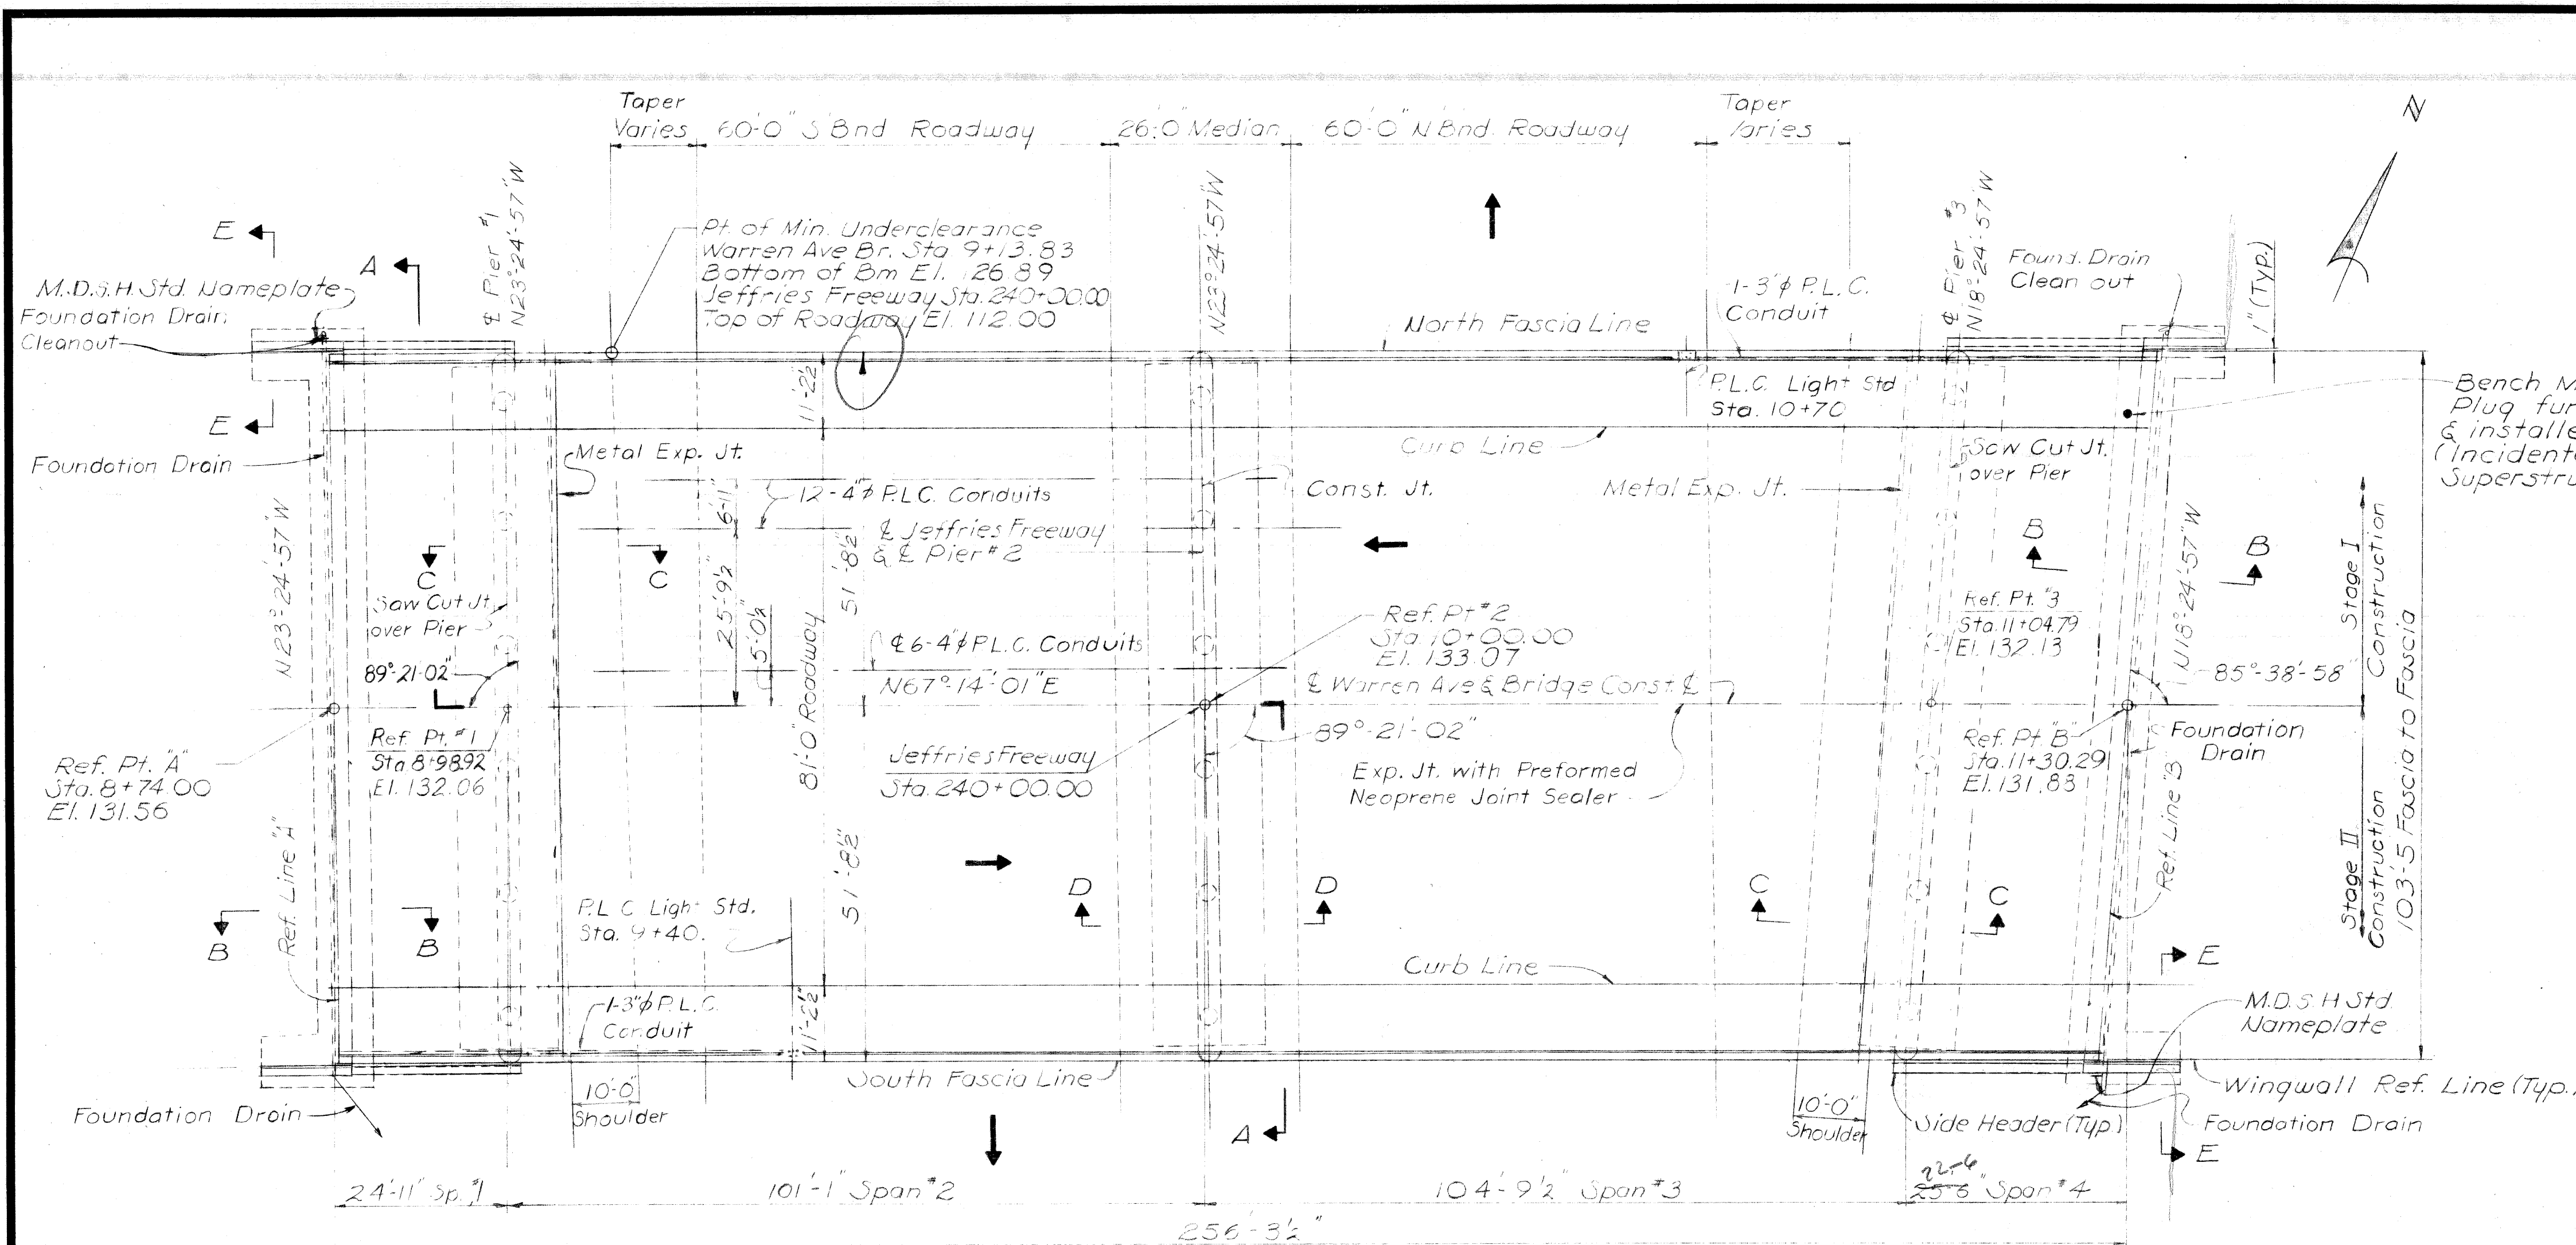 Taper
Varies
60'-0" S'Bnd Roadway
26'-0 Median
60'-0" N'Bnd. Roadway
Taper
Varies
N
E
A
℄ Pier #1
N23°-24'-57"W
Pt. of Min. Underclearance
Warren Ave Br. Sta 9+13.83
Bottom of Bm El. 126.89
Jeffries Freeway Sta. 240+00.00
Top of Roadway El. 112.00
N23°-24'-57"W
℄ Pier #3
N18°-24'-57"W
Found. Drain
Clean out
1" (Typ.)
M.D.S.H. Std. Nameplate
Foundation Drain
Cleanout
1-3"φ P.L.C.
Conduit
North Fascia Line
11'-2½"
P.L.C. Light Std
Sta. 10+70
Bench M
Plug fur
& installe
(Incident
Superstru
E
Foundation Drain
Metal Exp. Jt.
Curb Line
Saw Cut Jt.
over Pier
12-4"φ P.L.C. Conduits
Const. Jt.
Metal Exp. Jt.
6'-11"
℄ Jeffries Freeway
& ℄ Pier #2
N23°-24'-57"W
C
C
B
B
Stage I
Construction
25'-9½"
51'-8½"
Saw Cut Jt.
over Pier
5'-0½"
81'-0" Roadway
Ref. Pt #2
Sta. 10+00.00
El. 133.07
Ref. Pt. #3
Sta. 11+04.79
El. 132.13
N18°-24'-57"W
℄ 6-4"φ P.L.C. Conduits
89°-21'-02"
N67°-14'-01"E
℄ Warren Ave & Bridge Const. ℄
85°-38'-58"
Ref. Pt. "A"
Sta. 8+74.00
El. 131.56
Ref. Pt. #1
Sta 8+98.92
El. 132.06
Jeffries Freeway
Sta. 240+00.00
89°-21'-02"
Exp. Jt. with Preformed
Neoprene Joint Sealer
Ref. Pt. "B"
Sta. 11+30.29
El. 131.83
Foundation
Drain
Stage II
Construction
103'-5 Fascia to Fascia
Ref. Line "A"
Ref. Line "B"
51'-8½"
B
B
P.L.C Light Std.
Sta. 9+40.
D
D
C
C
Curb Line
E
1-3"φ P.L.C.
Conduit
11'-2½"
M.D.S.H Std
Nameplate
South Fascia Line
Foundation Drain
10'-0"
Shoulder
A
10'-0"
Shoulder
Side Header (Typ.)
Wingwall Ref. Line (Typ.)
Foundation Drain
E
24'-11" Sp. #1
101'-1" Span #2
104'-9½" Span #3
22-6
25'-6" Span #4
256'-3½"